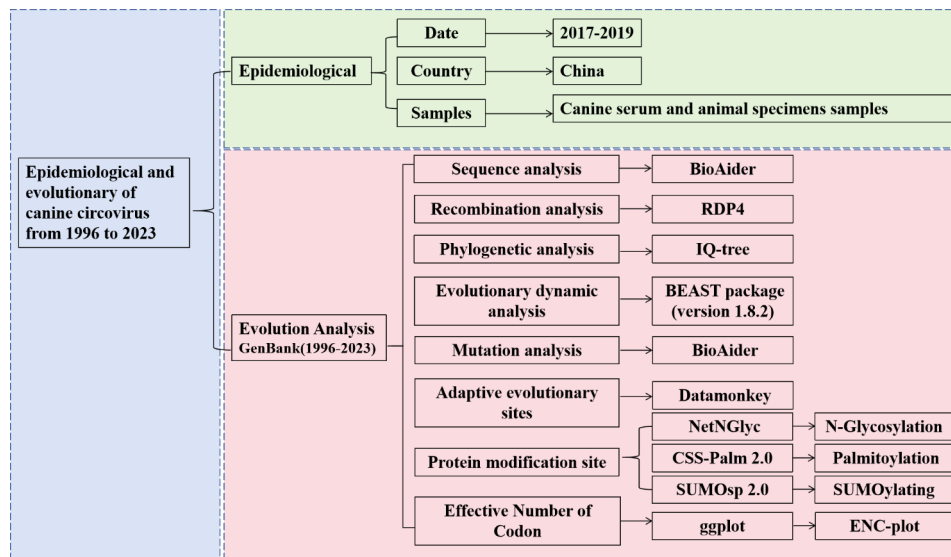 Epidemiological and
evolutionary of
canine circovirus
from 1996 to 2023
Epidemiological
Date
2017-2019
Country
China
Samples
Canine serum and animal specimens samples
Evolution Analysis
GenBank(1996-2023)
Sequence analysis
BioAider
Recombination analysis
RDP4
Phylogenetic analysis
IQ-tree
Evolutionary dynamic
analysis
BEAST package
(version 1.8.2)
Mutation analysis
BioAider
Adaptive evolutionary
sites
Datamonkey
Protein modification site
NetNGlyc
N-Glycosylation
CSS-Palm 2.0
Palmitoylation
SUMOsp 2.0
SUMOylating
Effective Number of
Codon
ggplot
ENC-plot